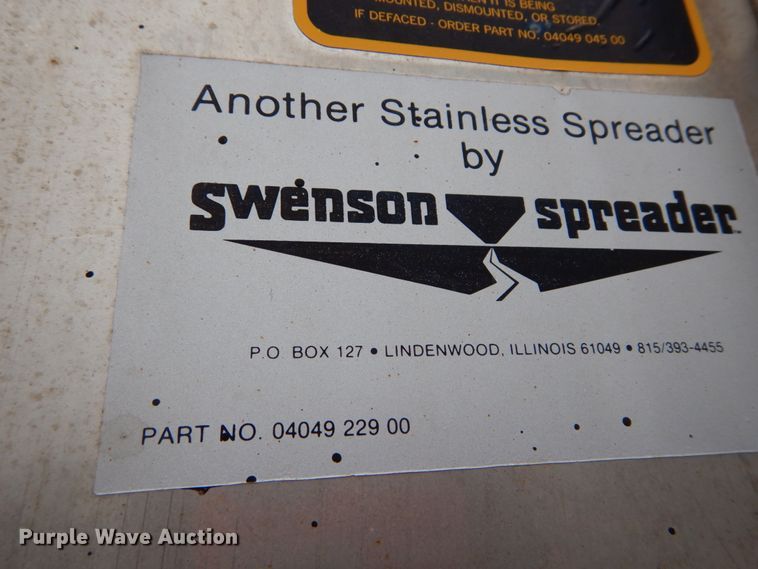 WHEN IT IS BEING
MOUNTED, DISMOUNTED, OR STORED.
IF DEFACED - ORDER PART NO. 04049 045 00
Another Stainless Spreader
by
Swenson spreader
P.O. BOX 127 • LINDENWOOD, ILLINOIS 61049 • 815/393-4455
PART NO. 04049 229 00
Purple Wave Auction